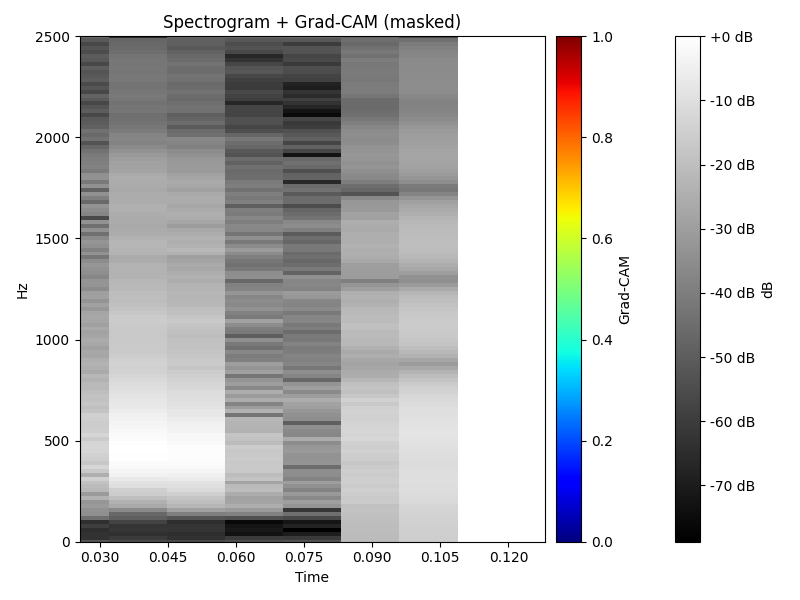 Spectrogram + Grad-CAM (masked)
2500
2000
1500
1000
500
0
Hz
0.030
0.045
0.060
0.075
0.090
0.105
0.120
Time
1.0
0.8
0.6
0.4
0.2
0.0
Grad-CAM
+0 dB
-10 dB
-20 dB
-30 dB
-40 dB
-50 dB
-60 dB
-70 dB
dB